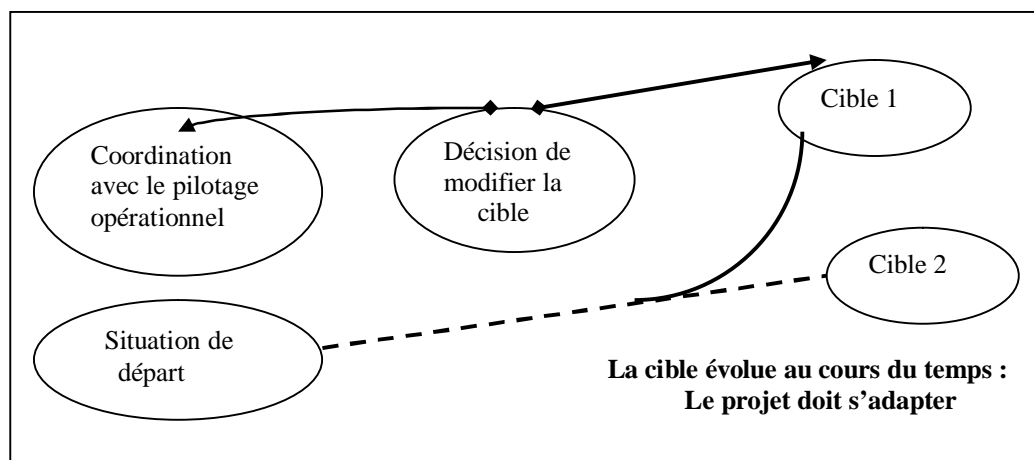 Coordination
avec le pilotage
opérationnel
Décision de
modifier la
cible
Cible 1
Cible 2
Situation de
départ
La cible évolue au cours du temps :
Le projet doit s’adapter